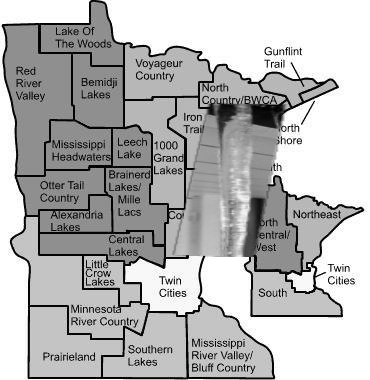 Lake Of
The Woods
Voyageur
Country
Gunflint
Trail
Red
River
Valley
Bemidji
Lakes
North
Country/BWCA
Iron
Trail
North
Shore
Mississippi
Headwaters
Leech
Lake
1000
Grand
Lakes
Otter Tail
Country
Brainerd
Lakes/
Mille
Lacs
Alexandria
Lakes
Central
Lakes
North
Central/
West
Northeast
Little
Crow
Lakes
Twin
Cities
Twin
Cities
South
Minnesota
River Country
Prairieland
Southern
Lakes
Mississippi
River Valley/
Bluff Country